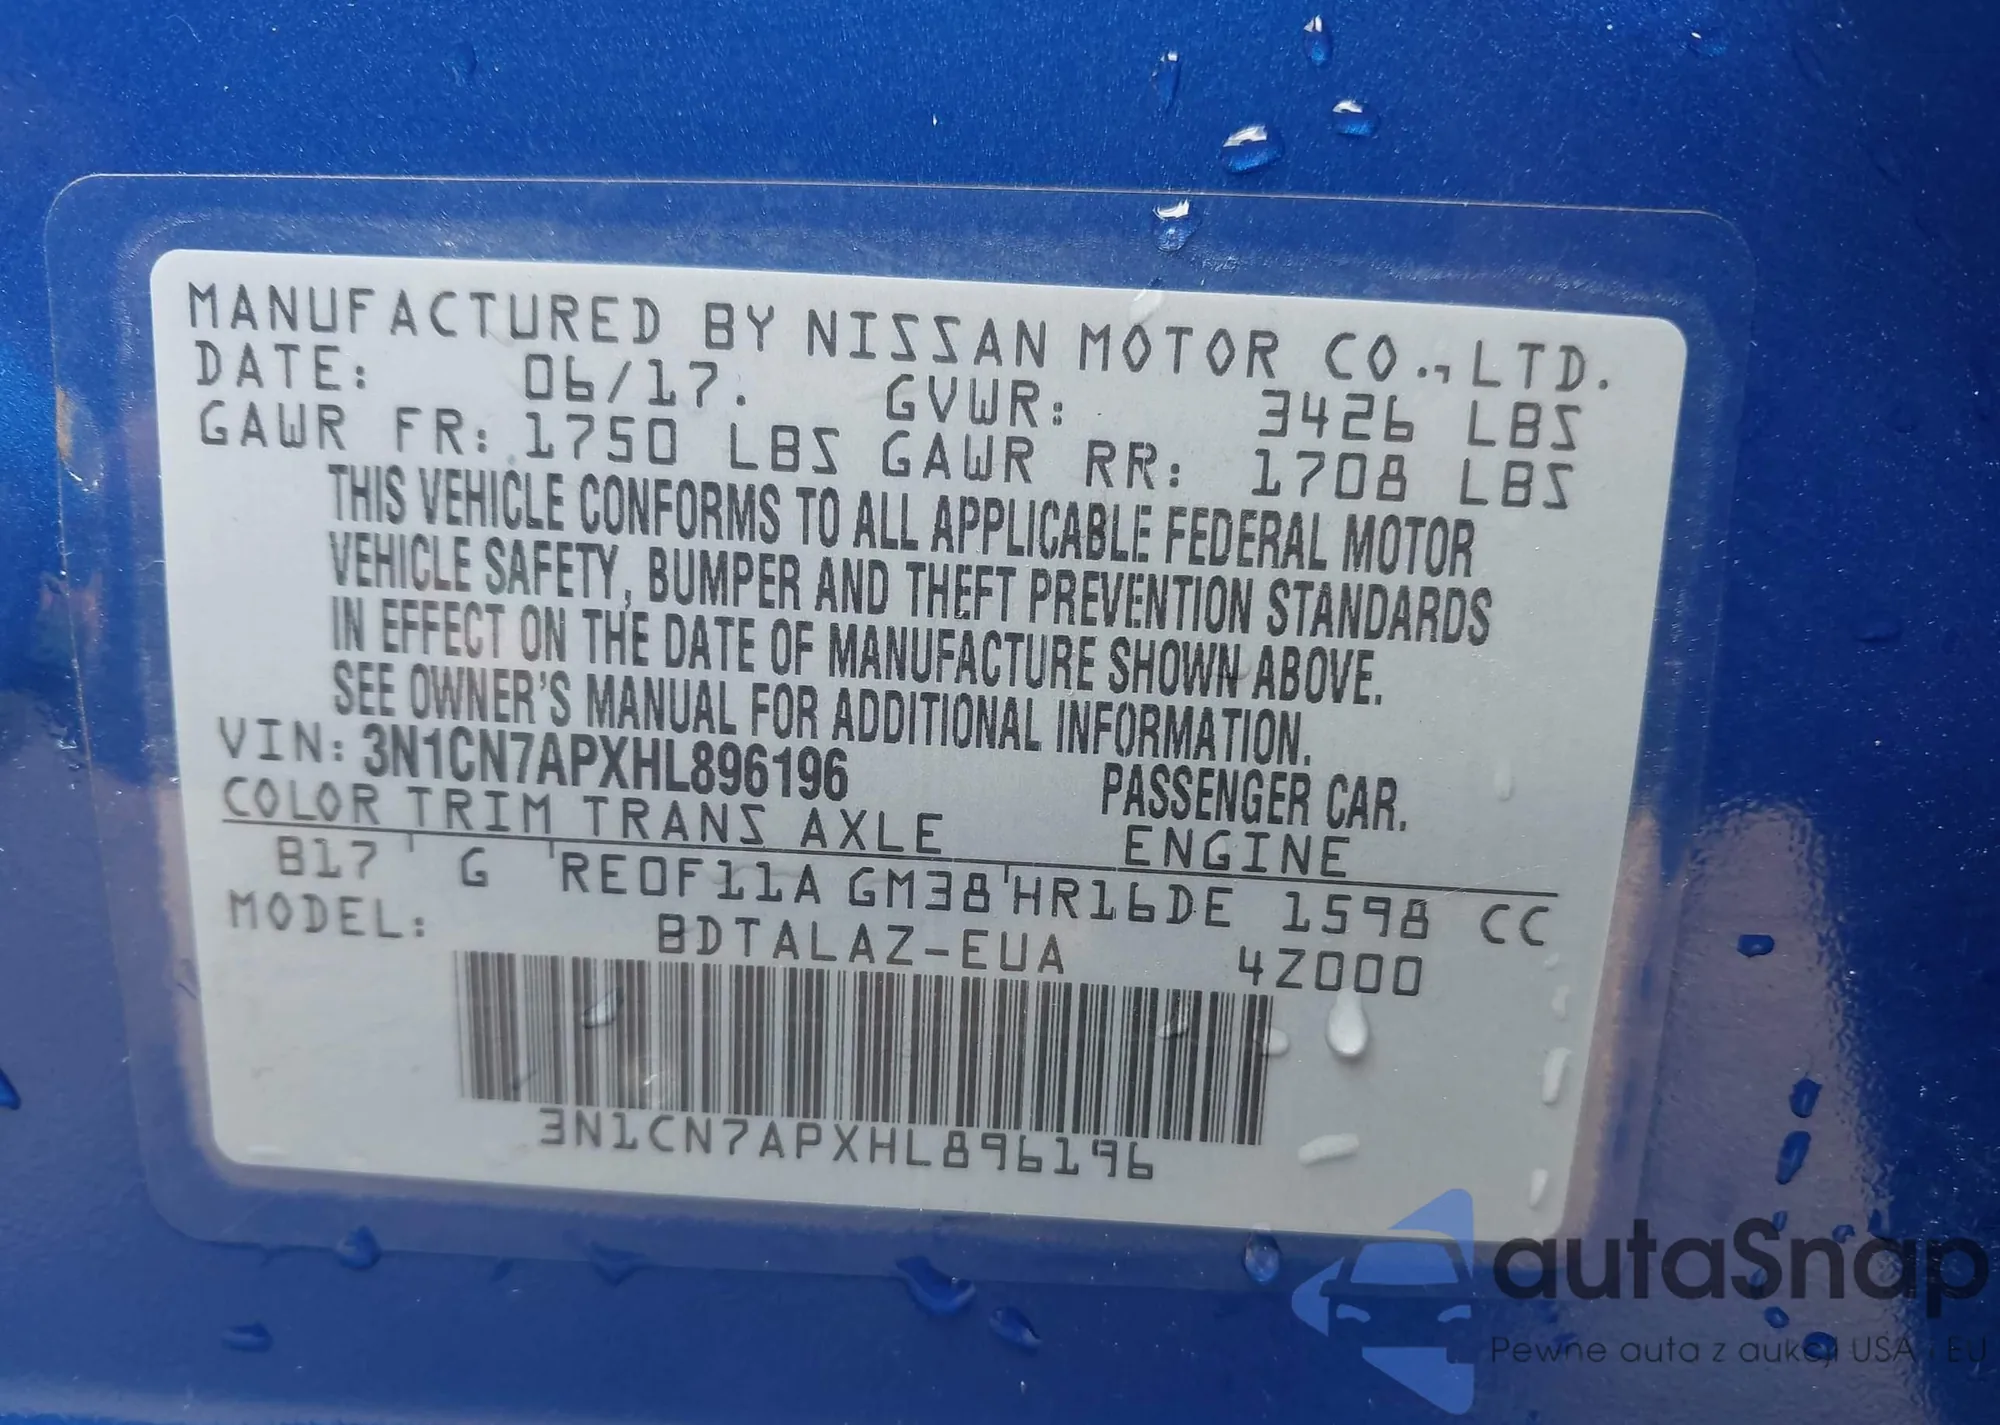 MANUFACTURED BY NISSAN MOTOR CO., LTD.
DATE: 06/17. GVWR: 3426 LBS
GAWR FR: 1750 LBS GAWR RR: 1708 LBS
THIS VEHICLE CONFORMS TO ALL APPLICABLE FEDERAL MOTOR
VEHICLE SAFETY, BUMPER AND THEFT PREVENTION STANDARDS
IN EFFECT ON THE DATE OF MANUFACTURE SHOWN ABOVE.
SEE OWNER'S MANUAL FOR ADDITIONAL INFORMATION.
VIN: 3N1CN7APXHL896196 PASSENGER CAR.
COLOR TRIM TRANS AXLE ENGINE
B17 G RE0F11A GM38 HR16DE 1598 CC
MODEL: BDTALAZ-EUA 4Z000
3N1CN7APXHL896196
autaSnap
Pewne auta z aukcji USA i EU